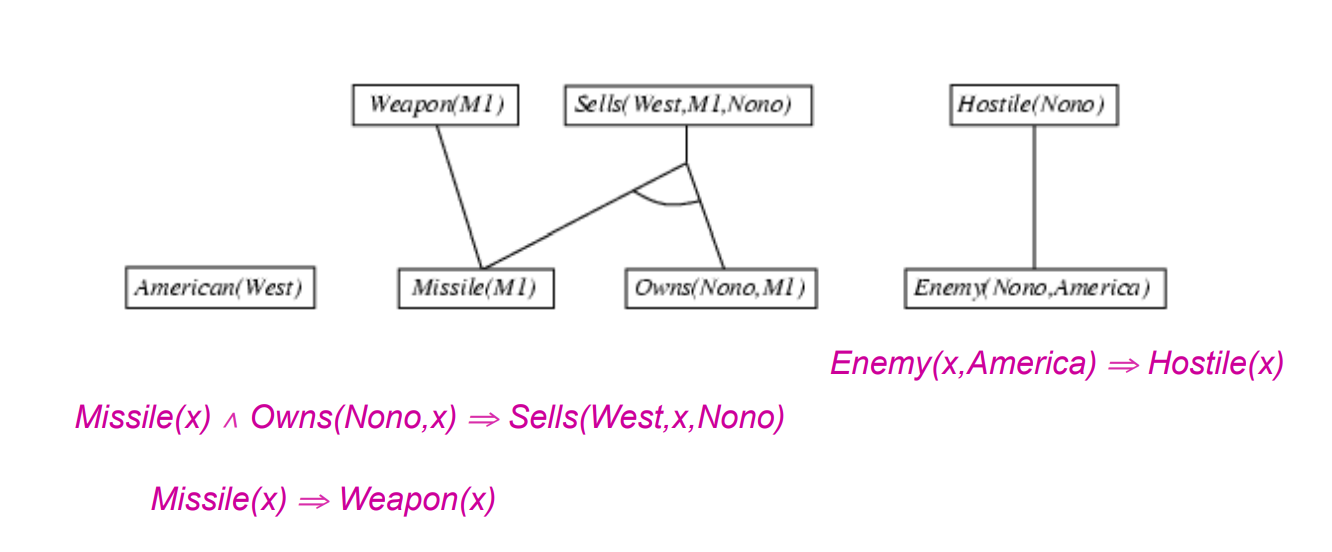 Weapon(M1) Sells(West,M1,Nono) Hostile(Nono)
American(West) Missile(M1) Owns(Nono,M1) Enemy(Nono,America)
Enemy(x,America) ⇒ Hostile(x)
Missile(x) ∧ Owns(Nono,x) ⇒ Sells(West,x,Nono)
Missile(x) ⇒ Weapon(x)